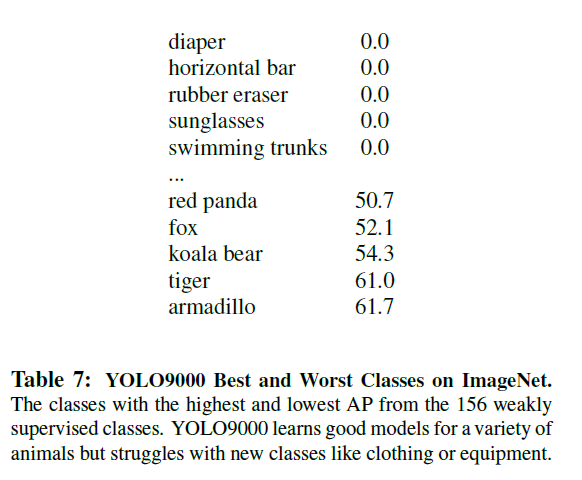 diaper 0.0
horizontal bar 0.0
rubber eraser 0.0
sunglasses 0.0
swimming trunks 0.0
...
red panda 50.7
fox 52.1
koala bear 54.3
tiger 61.0
armadillo 61.7
Table 7: YOLO9000 Best and Worst Classes on ImageNet.
The classes with the highest and lowest AP from the 156 weakly
supervised classes. YOLO9000 learns good models for a variety of
animals but struggles with new classes like clothing or equipment.